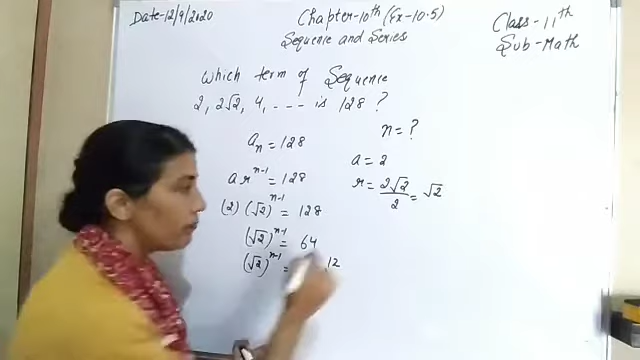 Date-12/9/2020
Chapter-10th (Ex-10.5)
Sequence and Series
Class-11th
Sub-Math
Which term of Sequence
2, 2√2, 4, --- is 128 ?
aₙ = 128
n = ?
a rⁿ⁻¹ = 128
a = 2
r = 2√2/2 = √2
(2) (√2)ⁿ⁻¹ = 128
(√2)ⁿ⁻¹ = 64
(√2)ⁿ⁻¹ = 12